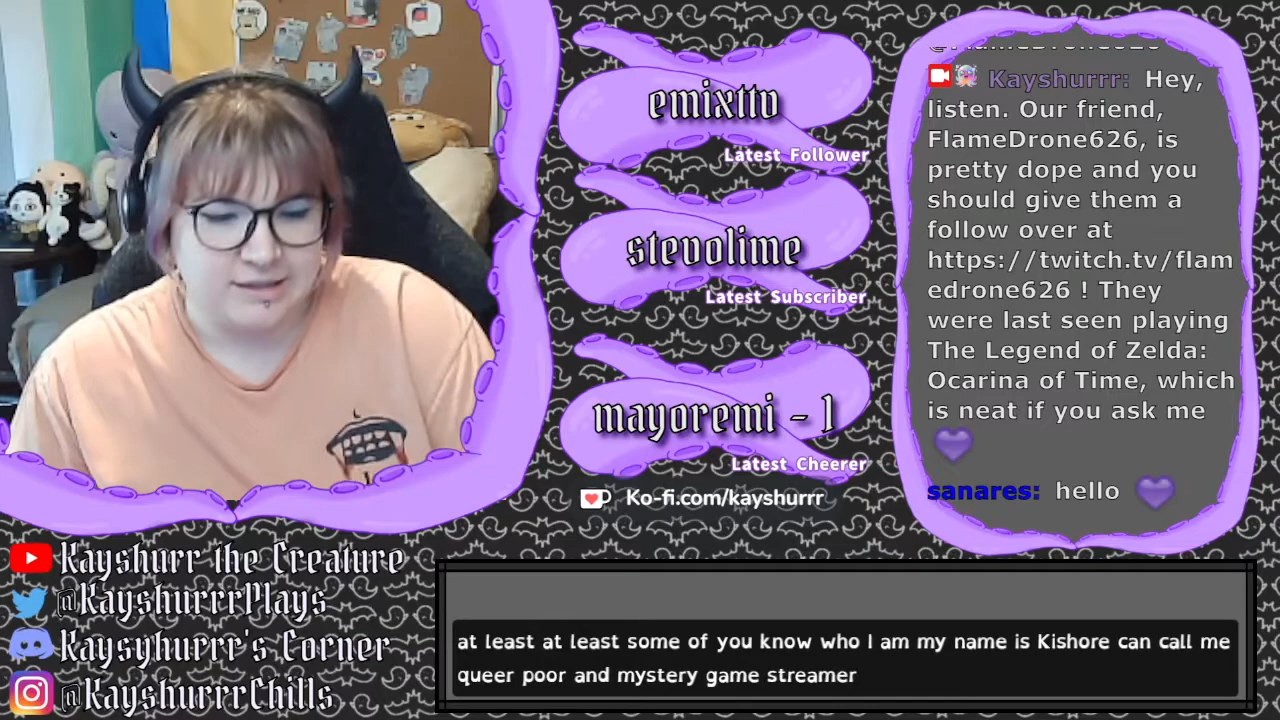 emixttv
Latest Follower
stevolime
Latest Subscriber
mayoremi - 1
Latest Cheerer
Ko-fi.com/kayshurrr
Kayshurrr: Hey,
listen. Our friend,
FlameDrone626, is
pretty dope and you
should give them a
follow over at
https://twitch.tv/flam
edrone626 ! They
were last seen playing
The Legend of Zelda:
Ocarina of Time, which
is neat if you ask me
sanares: hello
Kayshurr the Creature
@KayshurrrPlays
Kaysyhurrr's Corner
@KayshurrrChills
at least at least some of you know who I am my name is Kishore can call me
queer poor and mystery game streamer